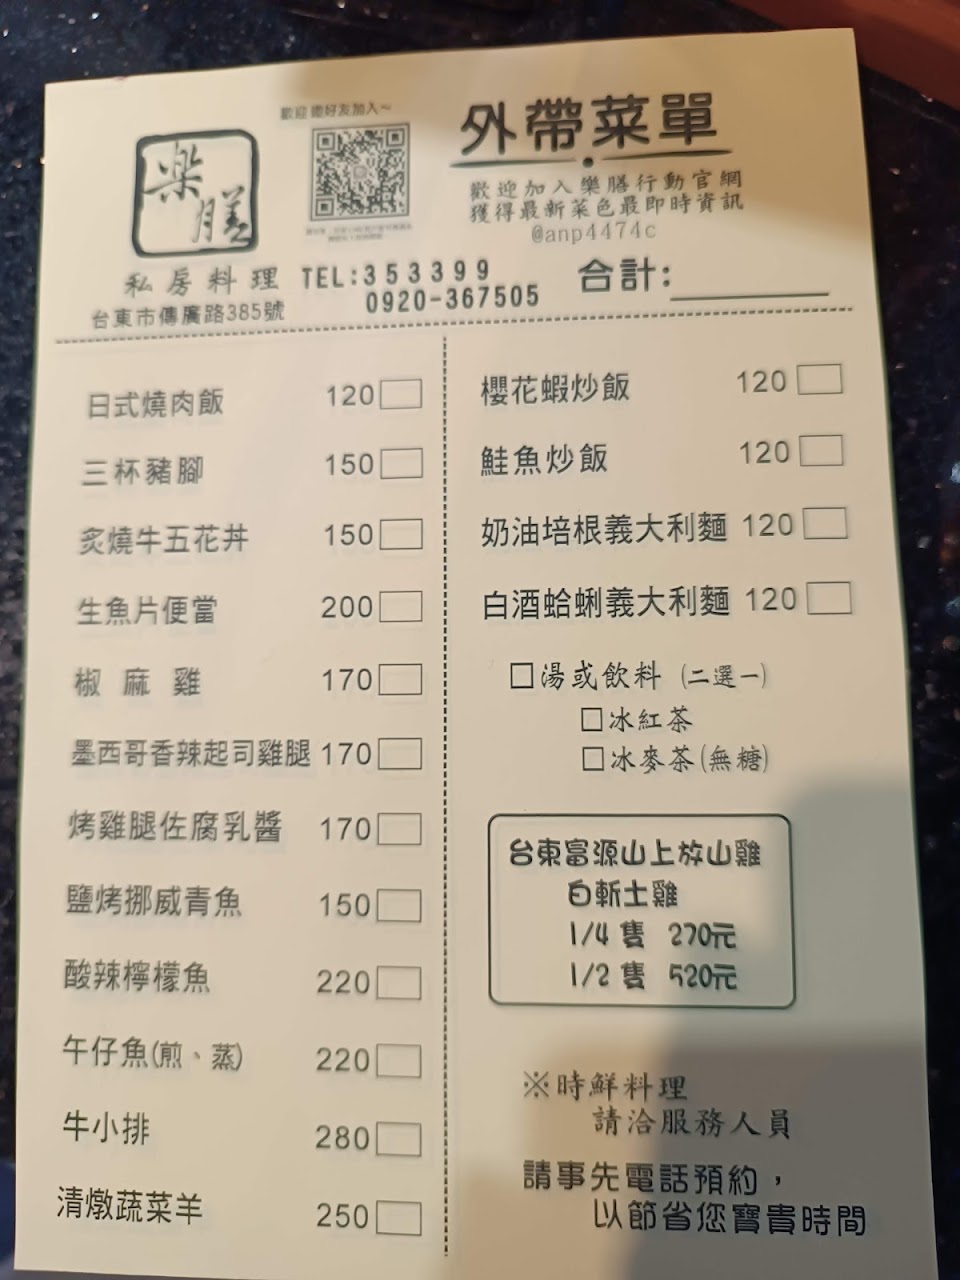 歡迎 邀好友加入～
外帶菜單
樂膳
歡迎加入樂膳行動官網
獲得最新菜色最即時資訊
@anp4474c
私房料理
TEL:353399
0920-367505
合計:
台東市傳廣路385號
日式燒肉飯 120
三杯豬腳 150
炙燒牛五花丼 150
生魚片便當 200
椒麻雞 170
墨西哥香辣起司雞腿 170
烤雞腿佐腐乳醬 170
鹽烤挪威青魚 150
酸辣檸檬魚 220
午仔魚(煎、蒸) 220
牛小排 280
清燉蔬菜羊 250
櫻花蝦炒飯 120
鮭魚炒飯 120
奶油培根義大利麵 120
白酒蛤蜊義大利麵 120
□湯或飲料 (二選一)
□冰紅茶
□冰麥茶(無糖)
台東富源山上放山雞
白斬土雞
1/4 隻 270元
1/2 隻 520元
※時鮮料理
請洽服務人員
請事先電話預約，
以節省您寶貴時間